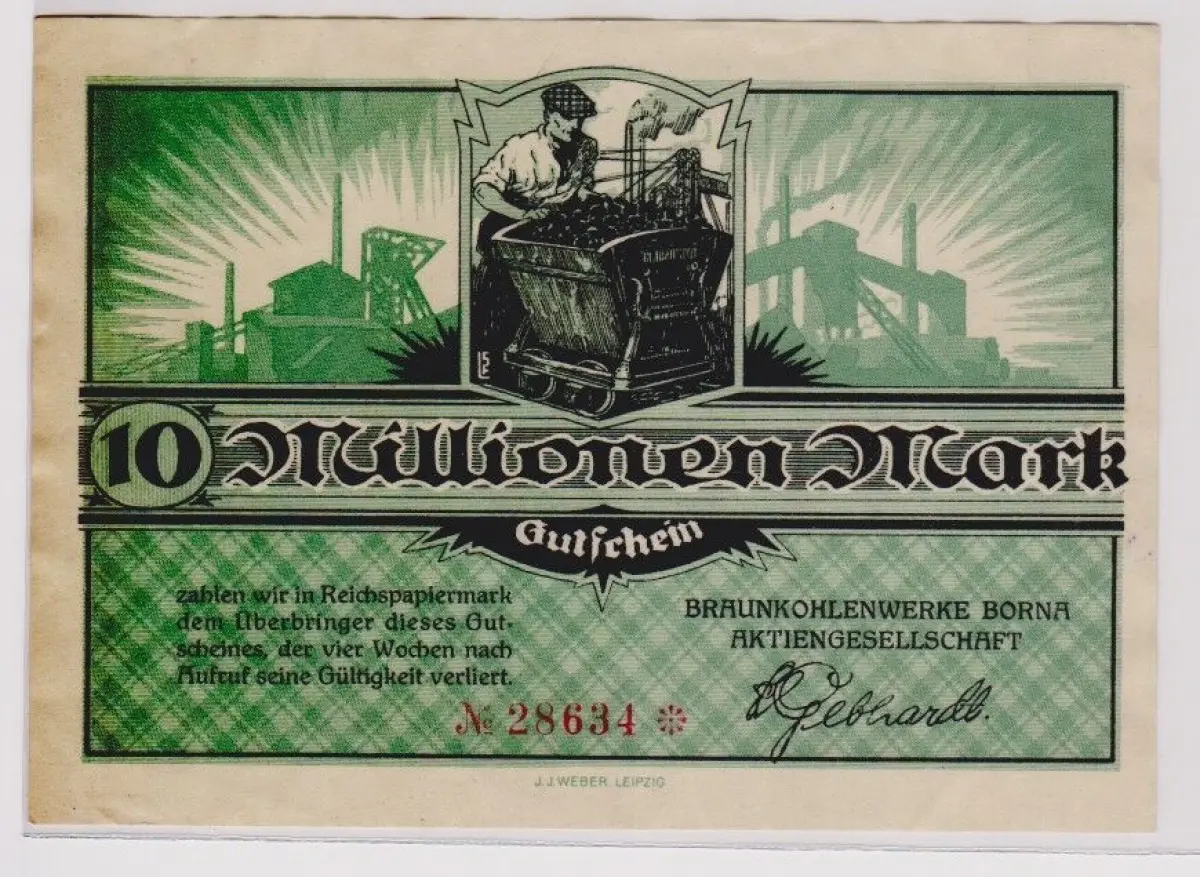 10 Millionen Mark
Gutschein
zahlen wir in Reichspapiermark
dem Überbringer dieses Gut-
scheines, der vier Wochen nach
Aufruf seine Gültigkeit verliert.
BRAUNKOHLENWERKE BORNA
AKTIENGESELLSCHAFT
Gebhardt.
№ 28634
J.J. WEBER, LEIPZIG